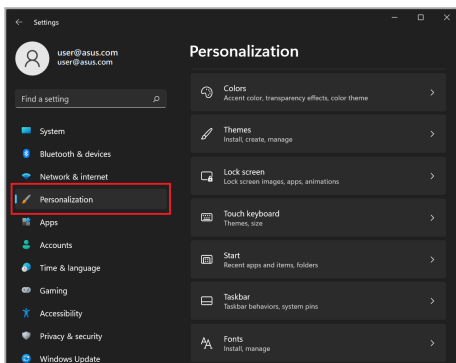 Settings
user@asus.com
user@asus.com
Find a setting
System
Bluetooth & devices
Network & internet
Personalization
Apps
Accounts
Time & language
Gaming
Accessibility
Privacy & security
Windows Update
Personalization
Colors
Accent color, transparency effects, color theme
Themes
Install, create, manage
Lock screen
Lock screen images, apps, animations
Touch keyboard
Themes, size
Start
Recent apps and items, folders
Taskbar
Taskbar behaviors, system pins
Fonts
Install, manage